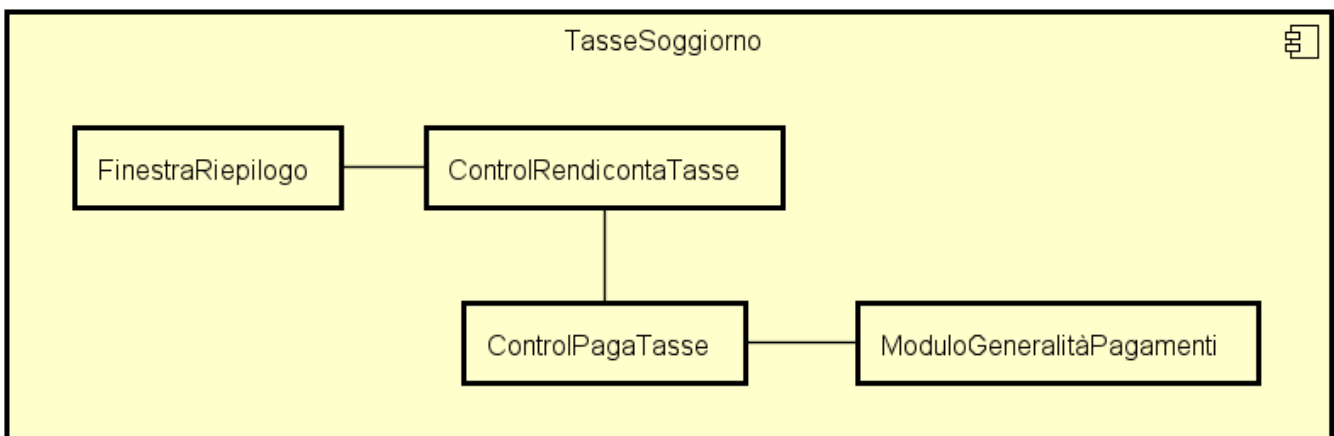 TasseSoggiorno
FinestraRiepilogo
ControlRendicontaTasse
ControlPagaTasse
ModuloGeneralitàPagamenti